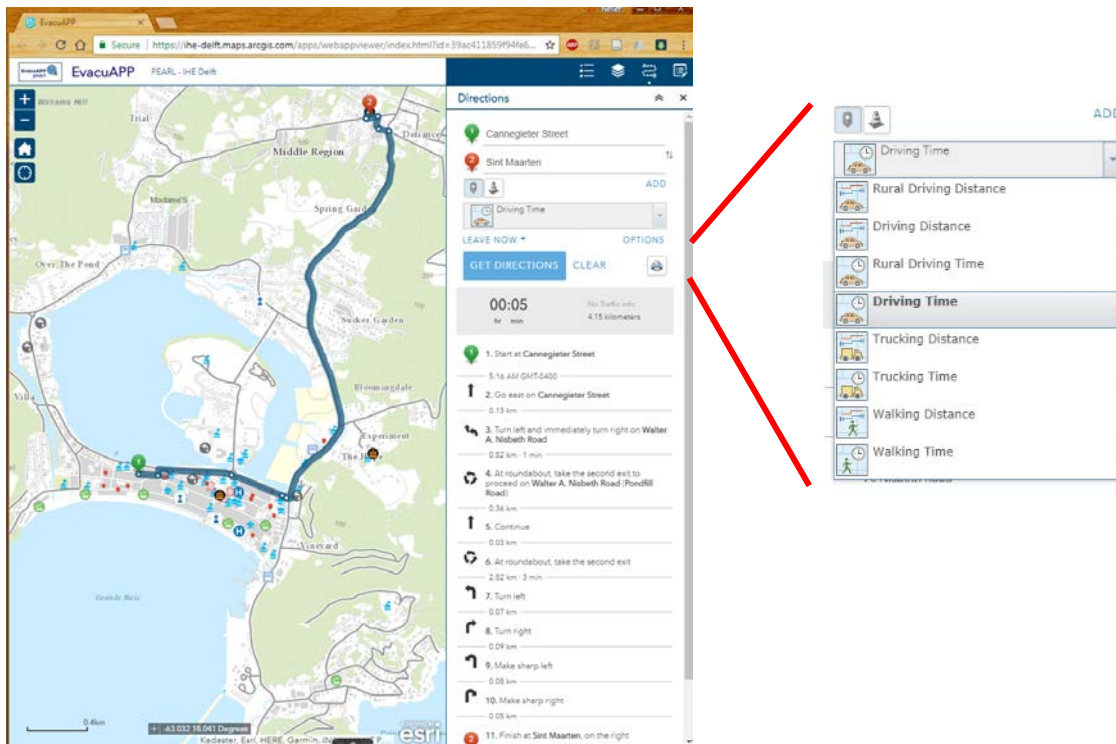 EvacuAPP
Secure | https://ihe-delft.maps.arcgis.com/apps/webappviewer/index.html?id=39ac411859f94fe6...
EvacuAPP PEARL - IHE Delft
Directions
1 Cannegieter Street
2 Sint Maarten
ADD
Driving Time
LEAVE NOW
OPTIONS
GET DIRECTIONS
CLEAR
00:05
hr min
No Traffic info
4.15 kilometers
1. Start at Cannegieter Street
5:16 AM GMT-0400
2. Go east on Cannegieter Street
0.13 km
3. Turn left and immediately turn right on Walter
A. Nisbeth Road
0.52 km · 1 min
4. At roundabout, take the second exit to
proceed on Walter A. Nisbeth Road (Pondfill
Road)
0.36 km
5. Continue
0.03 km
6. At roundabout, take the second exit
2.82 km · 3 min
7. Turn left
0.07 km
8. Turn right
0.09 km
9. Make sharp left
0.08 km
10. Make sharp right
0.05 km
11. Finish at Sint Maarten, on the right
Williams Hill
Trial
Defiance
Middle Region
Madame'S
Spring Gard
Over The Pond
Sucker Garden
Bloomingdale
Villa
Experiment
The
Vineyard
Groote Baai
0.4km
-63.032 18.041 Degrees
Kadaster, Esri, HERE, Garmin,
esri
ADD
Driving Time
Rural Driving Distance
Driving Distance
Rural Driving Time
Driving Time
Trucking Distance
Trucking Time
Walking Distance
Walking Time